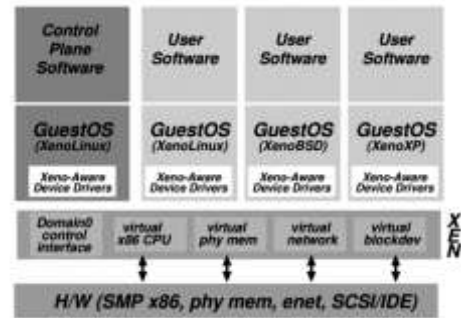 Control
Plane
Software
User
Software
User
Software
User
Software
GuestOS
(XenoLinux)
Xeno-Aware
Device Drivers
GuestOS
(XenoLinux)
Xeno-Aware
Device Drivers
GuestOS
(XenoBSD)
Xeno-Aware
Device Drivers
GuestOS
(XenoXP)
Xeno-Aware
Device Drivers
Domain0
control
interface
virtual
x86 CPU
virtual
phy mem
virtual
network
virtual
blockdev
XEN
H/W (SMP x86, phy mem, enet, SCSI/IDE)